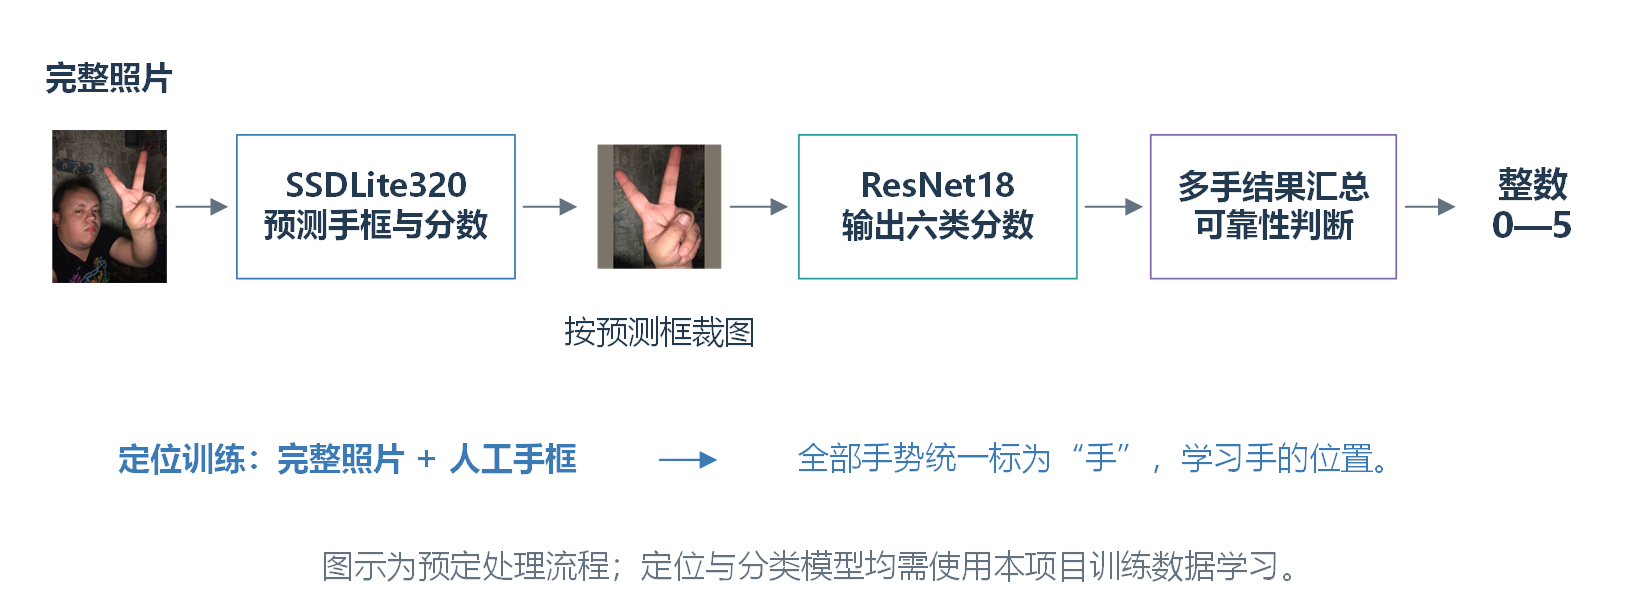 完整照片
SSDLite320
预测手框与分数
按预测框裁图
ResNet18
输出六类分数
多手结果汇总
可靠性判断
整数
0—5
定位训练：完整照片 + 人工手框
全部手势统一标为“手”，学习手的位置。
图示为预定处理流程；定位与分类模型均需使用本项目训练数据学习。